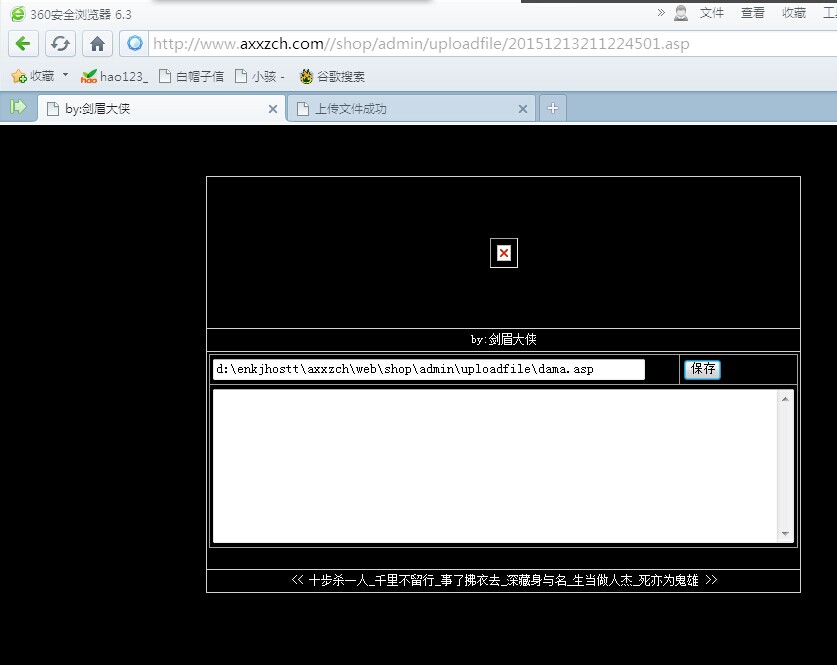 360安全浏览器 6.3
» 文件 查看 收藏 工
http://www.axxzch.com//shop/admin/uploadfile/20151213211224501.asp
收藏 hao123_ 白帽子信 小骇 - 谷歌搜索
by:剑眉大侠 上传文件成功
by:剑眉大侠
d:\enkjhostt\axxzch\web\shop\admin\uploadfile\dama.asp 保存
<< 十步杀一人_千里不留行_事了拂衣去_深藏身与名_生当做人杰_死亦为鬼雄 >>